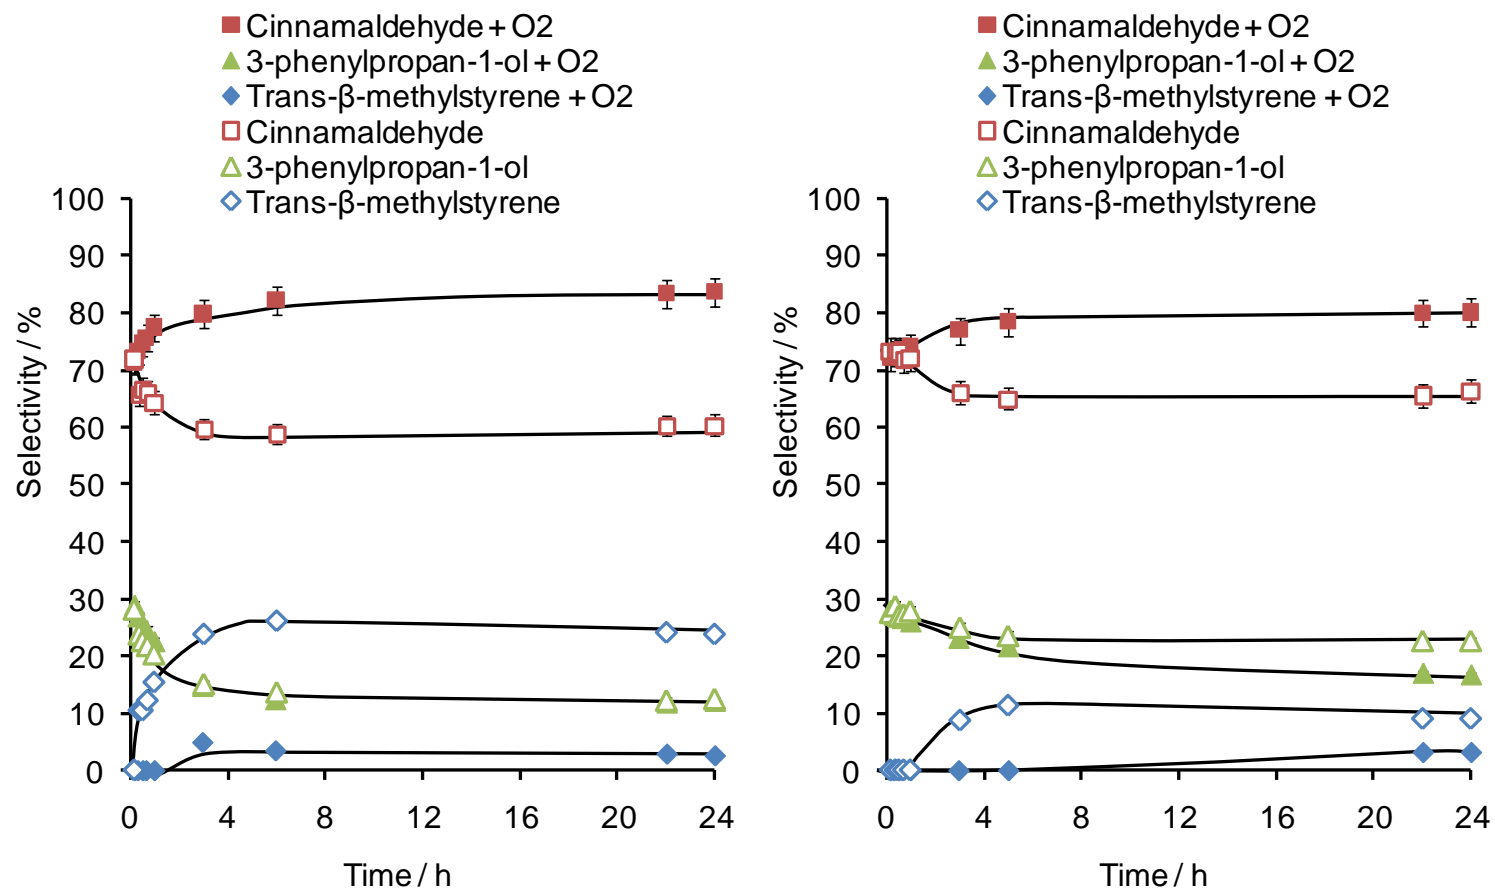 Cinnamaldehyde + O2
3-phenylpropan-1-ol + O2
Trans-β-methylstyrene + O2
Cinnamaldehyde
3-phenylpropan-1-ol
Trans-β-methylstyrene
100
90
80
70
60
50
40
30
20
10
0
Selectivity / %
0 4 8 12 16 20 24
Time / h
Cinnamaldehyde + O2
3-phenylpropan-1-ol + O2
Trans-β-methylstyrene + O2
Cinnamaldehyde
3-phenylpropan-1-ol
Trans-β-methylstyrene
100
90
80
70
60
50
40
30
20
10
0
Selectivity / %
0 4 8 12 16 20 24
Time / h